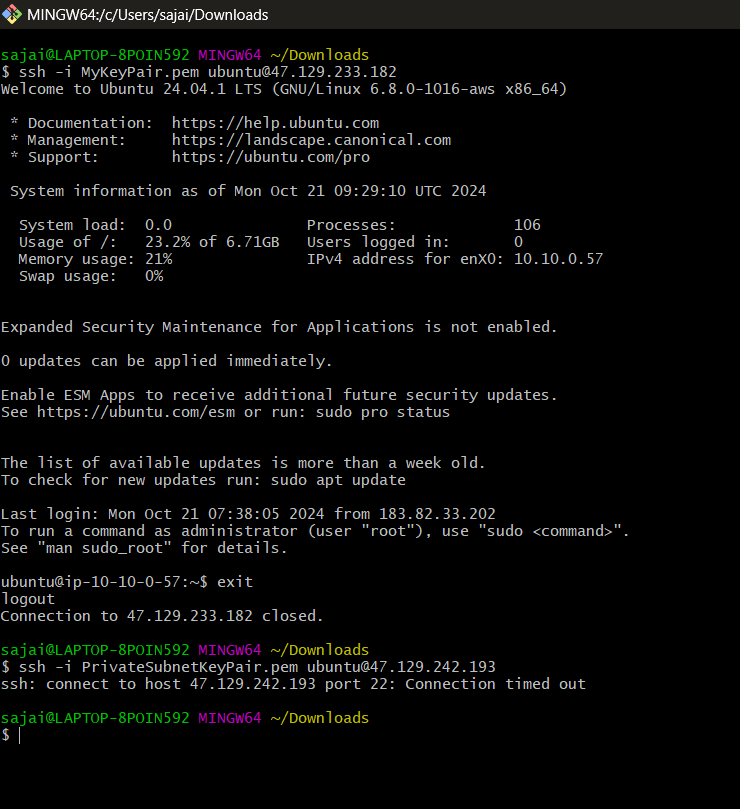 MINGW64:/c/Users/sajai/Downloads
sajai@LAPTOP-8POIN592 MINGW64 ~/Downloads
$ ssh -i MyKeyPair.pem ubuntu@47.129.233.182
Welcome to Ubuntu 24.04.1 LTS (GNU/Linux 6.8.0-1016-aws x86_64)
* Documentation:  https://help.ubuntu.com
* Management:     https://landscape.canonical.com
* Support:        https://ubuntu.com/pro
System information as of Mon Oct 21 09:29:10 UTC 2024
System load:  0.0               Processes:             106
Usage of /:   23.2% of 6.71GB   Users logged in:       0
Memory usage: 21%               IPv4 address for enX0: 10.10.0.57
Swap usage:   0%
Expanded Security Maintenance for Applications is not enabled.
0 updates can be applied immediately.
Enable ESM Apps to receive additional future security updates.
See https://ubuntu.com/esm or run: sudo pro status
The list of available updates is more than a week old.
To check for new updates run: sudo apt update
Last login: Mon Oct 21 07:38:05 2024 from 183.82.33.202
To run a command as administrator (user "root"), use "sudo <command>".
See "man sudo_root" for details.
ubuntu@ip-10-10-0-57:~$ exit
logout
Connection to 47.129.233.182 closed.
sajai@LAPTOP-8POIN592 MINGW64 ~/Downloads
$ ssh -i PrivateSubnetKeyPair.pem ubuntu@47.129.242.193
ssh: connect to host 47.129.242.193 port 22: Connection timed out
sajai@LAPTOP-8POIN592 MINGW64 ~/Downloads
$